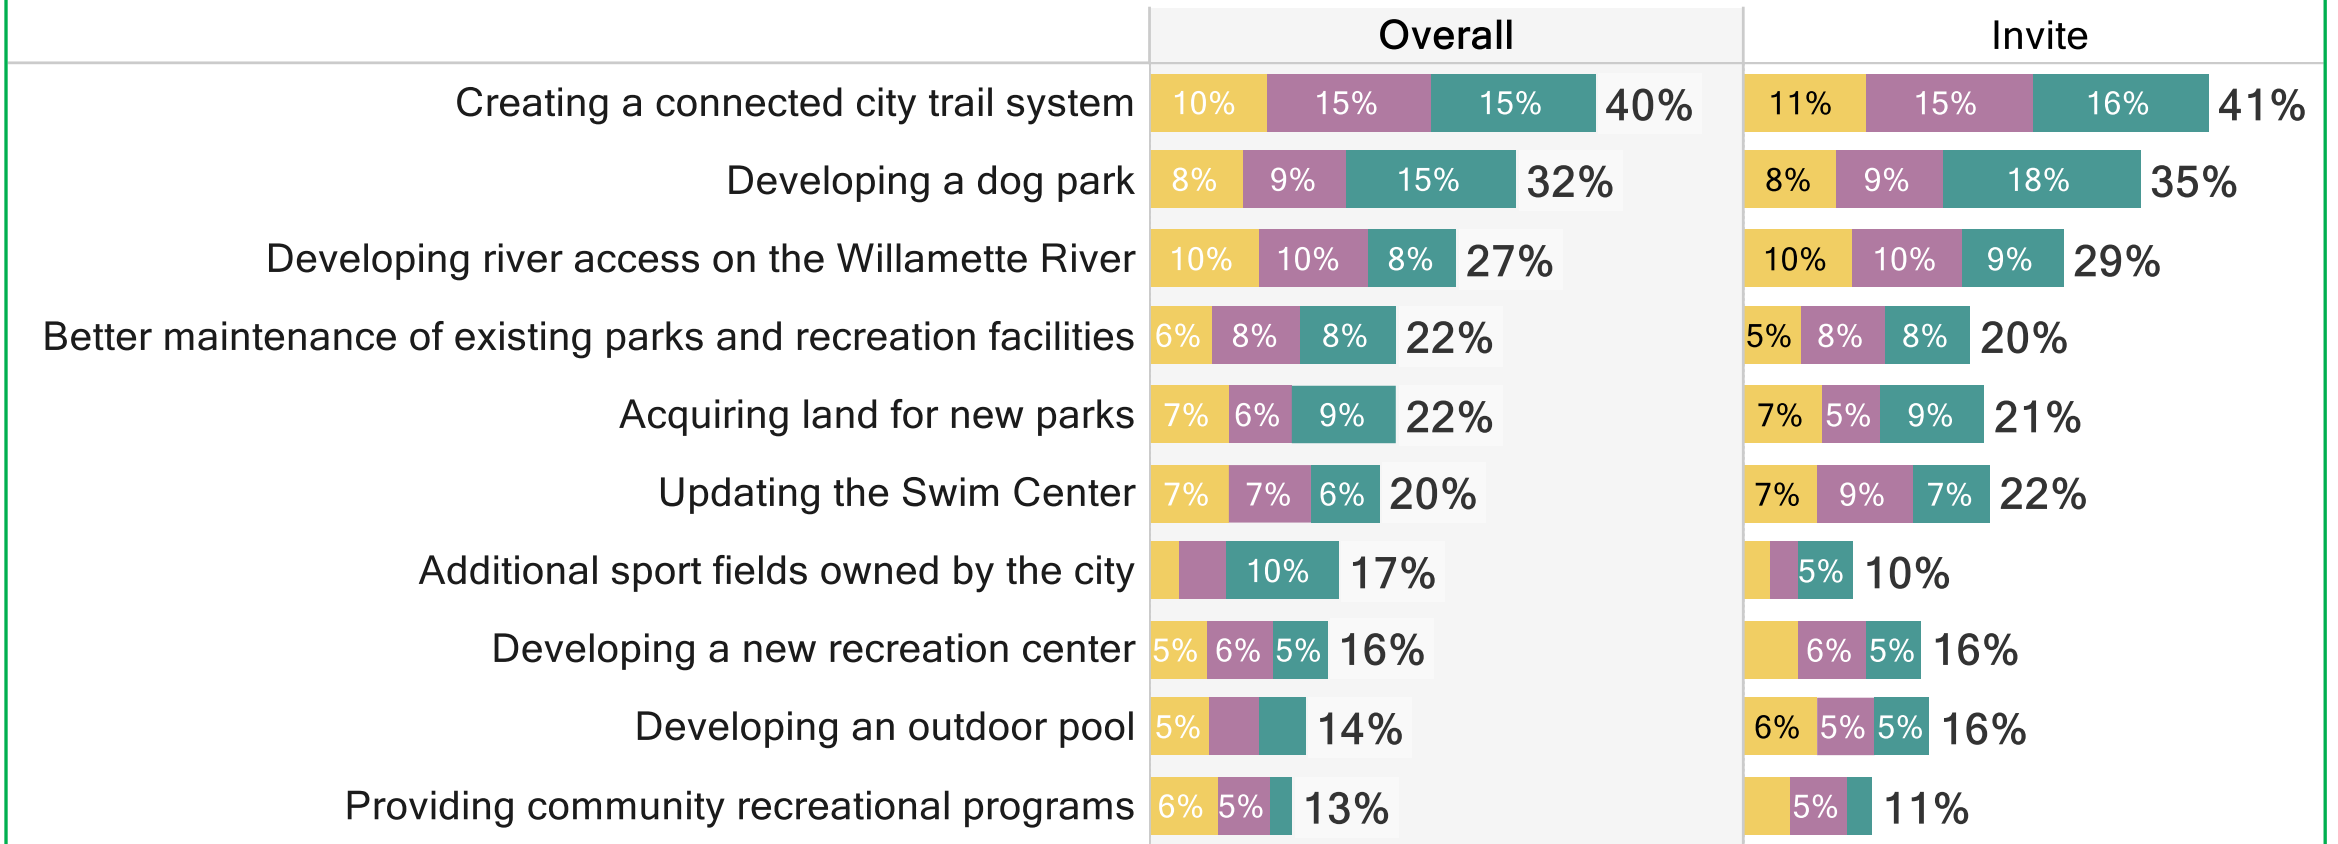 Overall Invite
Creating a connected city trail system 10% 15% 15% 40% 11% 15% 16% 41%
Developing a dog park 8% 9% 15% 32% 8% 9% 18% 35%
Developing river access on the Willamette River 10% 10% 8% 27% 10% 10% 9% 29%
Better maintenance of existing parks and recreation facilities 6% 8% 8% 22% 5% 8% 8% 20%
Acquiring land for new parks 7% 6% 9% 22% 7% 5% 9% 21%
Updating the Swim Center 7% 7% 6% 20% 7% 9% 7% 22%
Additional sport fields owned by the city 10% 17% 5% 10%
Developing a new recreation center 5% 6% 5% 16% 6% 5% 16%
Developing an outdoor pool 5% 14% 6% 5% 5% 16%
Providing community recreational programs 6% 5% 13% 5% 11%